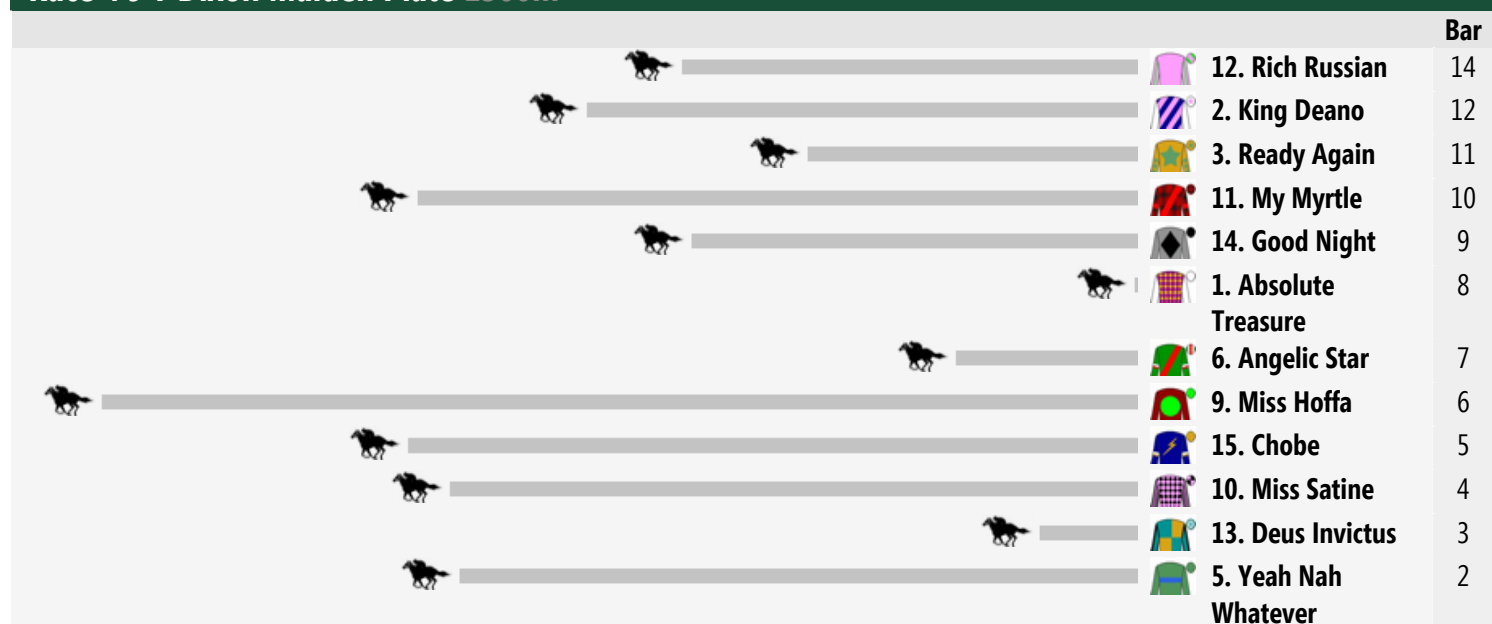 Bar
12. Rich Russian 14
2. King Deano 12
3. Ready Again 11
11. My Myrtle 10
14. Good Night 9
1. Absolute 8
Treasure
6. Angelic Star 7
9. Miss Hoffa 6
15. Chobe 5
10. Miss Satine 4
13. Deus Invictus 3
5. Yeah Nah 2
Whatever